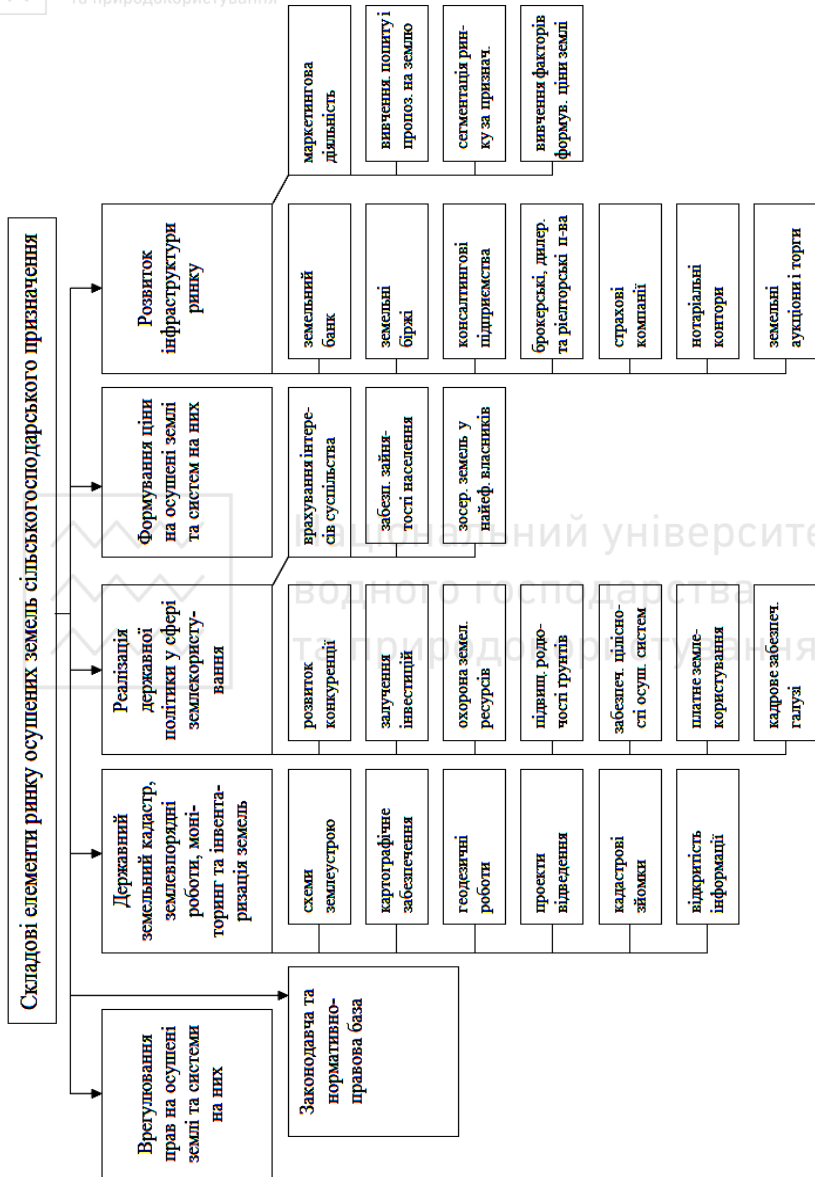 та природокористування
Складові елементи ринку осушених земель сільськогосподарського призначення
Врегулювання
прав на осушені
землі та системи
на них
Законодавча та
нормативно-
правова база
Державний
земельний кадастр,
землевпорядні
роботи, моні-
торинг та інвента-
ризація земель
схеми
землеустрою
картографічне
забезпечення
геодезичні
роботи
проекти
відведення
кадастрові
зйомки
відкритість
інформації
Реалізація
державної
політики у сфері
землекористу-
вання
розвиток
конкуренції
залучення
інвестицій
охорона земел.
ресурсів
підвищ. родю-
чості ґрунтів
забезпеч. цілісно-
сті осуш. систем
платне земле-
користування
кадрове забезпеч.
галузі
врахування інтере-
сів суспільства
забезп. зайня-
тості населення
зосер. земель у
найеф. власників
Формування ціни
на осушені землі
та систем на них
Розвиток
інфраструктури
ринку
земельний
банк
земельні
біржі
консалтингові
підприємства
брокерські, дилер.
та ріелторські п-ва
страхові
компанії
нотаріальні
контори
земельні
аукціони і торги
маркетингова
діяльність
вивчення. попиту і
пропоз. на землю
сегментація рин-
ку за признач.
вивчення факторів
формув. ціни землі
Національний університе
водного господарства
та природокористування